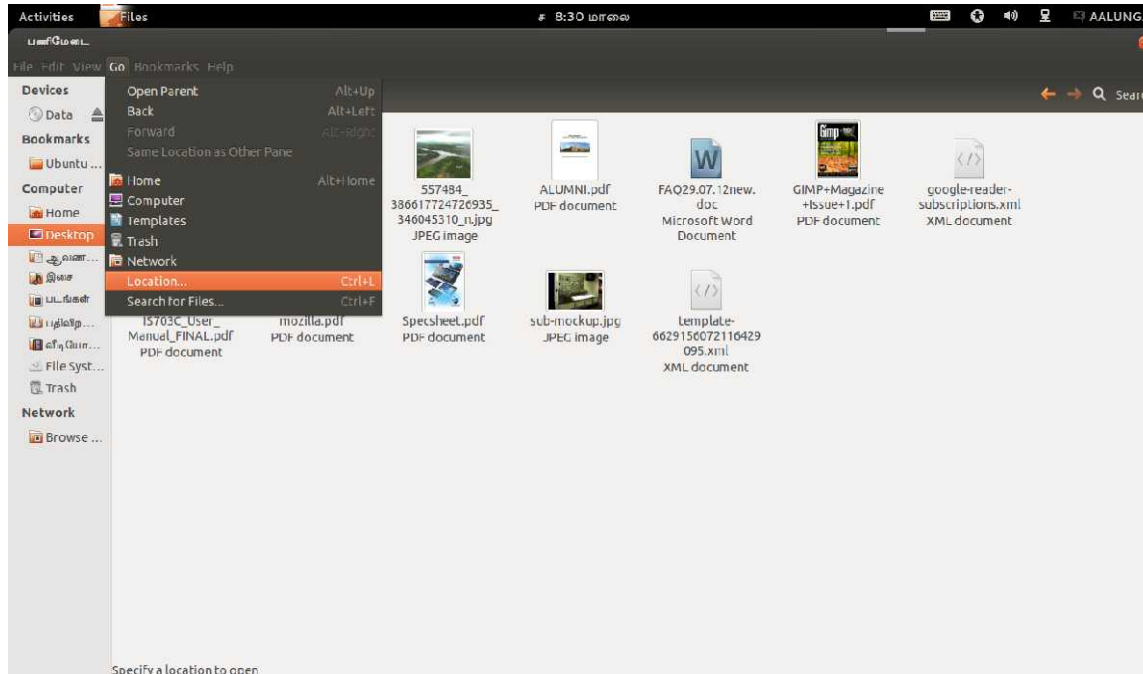 Activities Files ச 8:30 மாலை AALUNG
பணிமேடை
File Edit View Go Bookmarks Help
Devices
Data
Bookmarks
Ubuntu ...
Computer
Home
Desktop
ஆவண...
இசை
படங்கள்
பதிவிற...
வீடியோ...
File Syst...
Trash
Network
Browse ...
Open Parent Alt+Up
Back Alt+Left
Forward Alt+Right
Same Location as Other Pane
Home Alt+Home
Computer
Templates
Trash
Network
Location... Ctrl+L
Search for Files... Ctrl+F
Sear
557484_
386617724726935_
346045310_n.jpg
JPEG image
ALUMNI.pdf
PDF document
W
FAQ29.07.12new.
doc
Microsoft Word
Document
Gimp
GIMP+Magazine
+Issue+1.pdf
PDF document
</>
google-reader-
subscriptions.xml
XML document
IS703C_User_
Manual_FINAL.pdf
PDF document
mozilla.pdf
PDF document
Specsheet.pdf
PDF document
sub-mockup.jpg
JPEG image
</>
template-
6629156072116429
095.xml
XML document
Specify a location to open